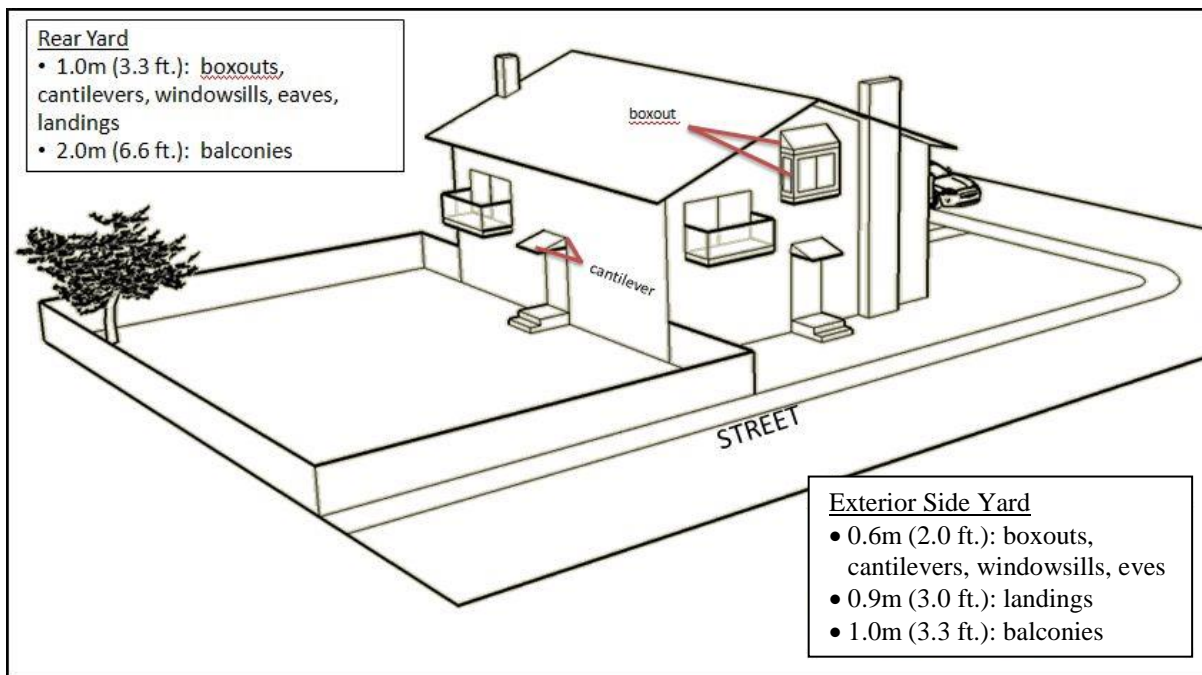 Rear Yard
• 1.0m (3.3 ft.): boxouts,
cantilevers, windowsills, eaves,
landings
• 2.0m (6.6 ft.): balconies
boxout
cantilever
STREET
Exterior Side Yard
• 0.6m (2.0 ft.): boxouts,
cantilevers, windowsills, eves
• 0.9m (3.0 ft.): landings
• 1.0m (3.3 ft.): balconies